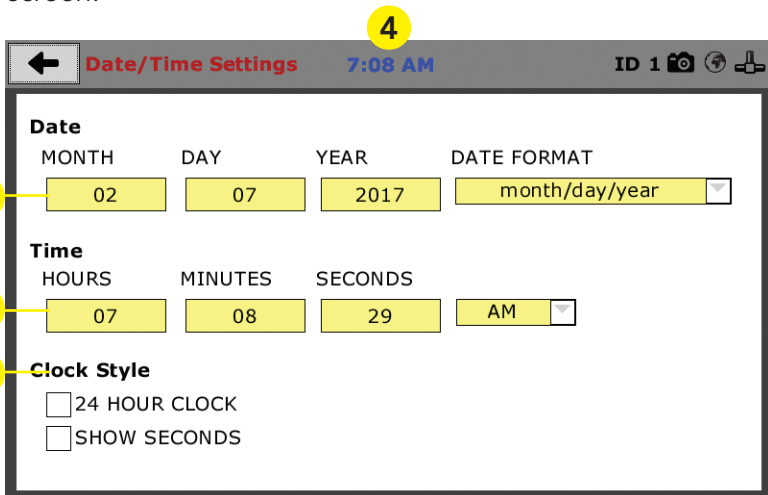 screen.
4
Date/Time Settings 7:08 AM ID 1
Date
MONTH DAY YEAR DATE FORMAT
02 07 2017 month/day/year
Time
HOURS MINUTES SECONDS
07 08 29 AM
Clock Style
24 HOUR CLOCK
SHOW SECONDS